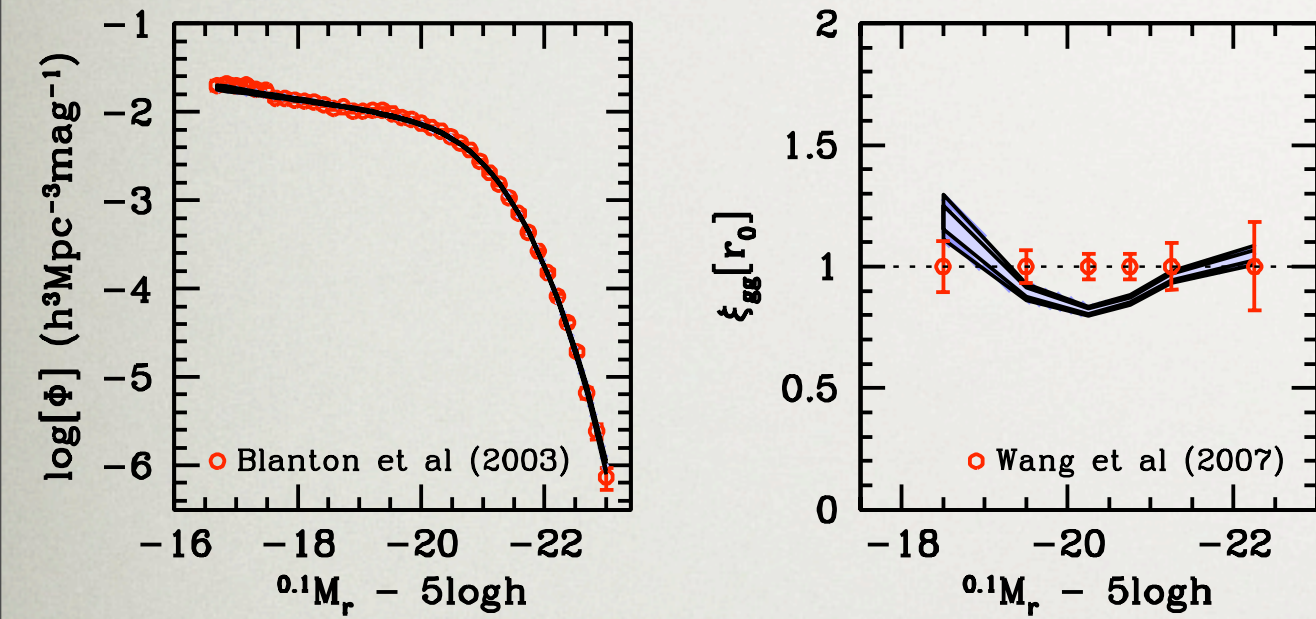 −1
−2
−3
−4
−5
−6
log[Φ] (h³Mpc⁻³mag⁻¹)
Blanton et al (2003)
−16 −18 −20 −22
⁰·¹Mᵣ − 5logh
2
1.5
1
0.5
0
ξgg[r₀]
Wang et al (2007)
−18 −20 −22
⁰·¹Mᵣ − 5logh